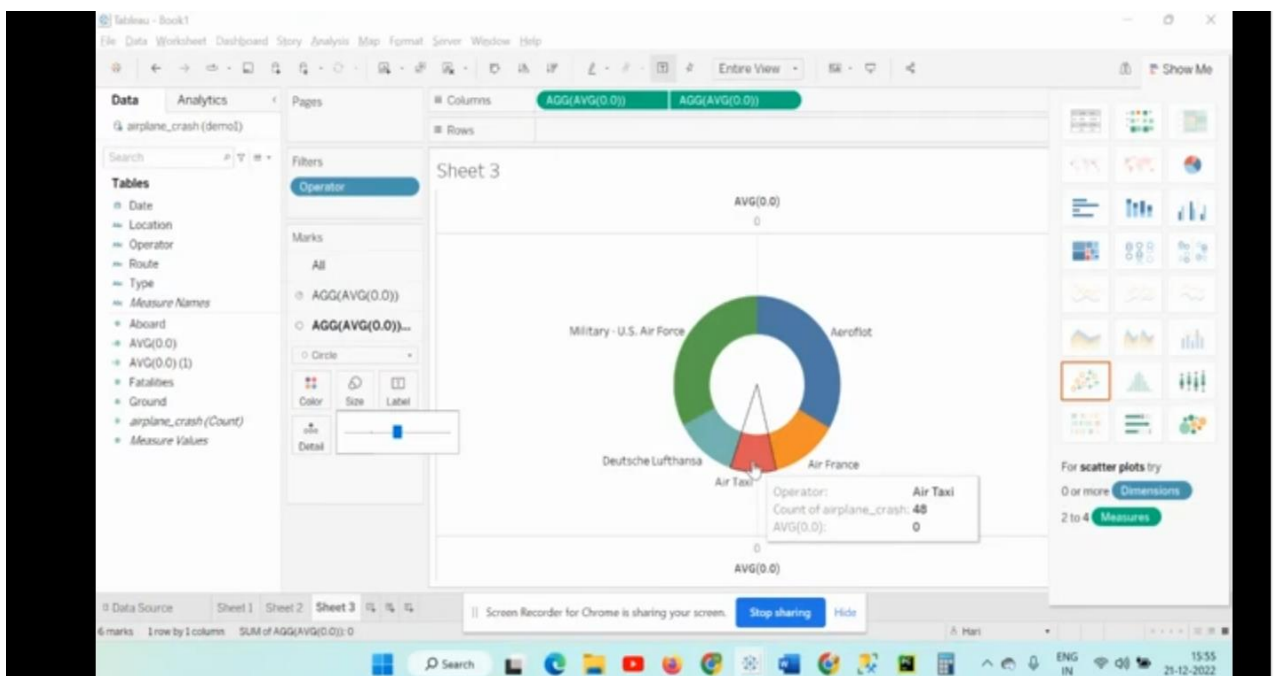 Tableau - Book1
File Data Worksheet Dashboard Story Analysis Map Format Server Window Help
Entire View
Show Me
Data Analytics
Pages
Columns
AGG(AVG(0.0)) AGG(AVG(0.0))
airplane_crash (demo1)
Rows
Search
Filters
Operator
Sheet 3
Tables
Date
Location
Operator
Route
Type
Measure Names
Aboard
AVG(0.0)
AVG(0.0) (1)
Fatalities
Ground
airplane_crash (Count)
Measure Values
Marks
All
AGG(AVG(0.0))
AGG(AVG(0.0))...
Circle
Color Size Label
Detail
AVG(0.0)
0
Military - U.S. Air Force
Aeroflot
Deutsche Lufthansa
Air France
Air Taxi
Operator: Air Taxi
Count of airplane_crash: 48
AVG(0.0): 0
0
AVG(0.0)
For scatter plots try
0 or more Dimensions
2 to 4 Measures
Data Source Sheet 1 Sheet 2 Sheet 3
Screen Recorder for Chrome is sharing your screen. Stop sharing Hide
6 marks 1 row by 1 column SUM of AGG(AVG(0.0)): 0
Hari
Search
ENG
IN
15:55
21-12-2022